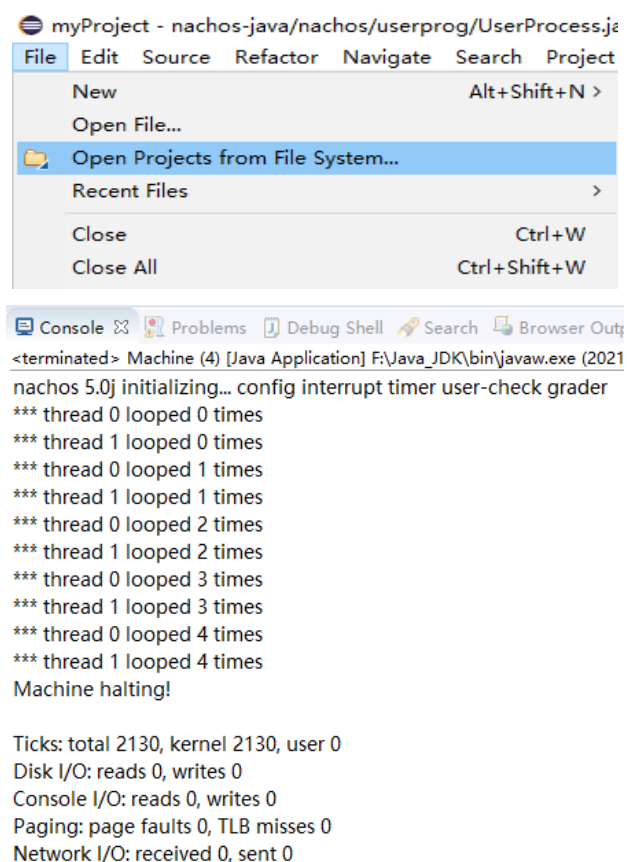 myProject - nachos-java/nachos/userprog/UserProcess.ja
File Edit Source Refactor Navigate Search Project
New Alt+Shift+N >
Open File...
Open Projects from File System...
Recent Files >
Close Ctrl+W
Close All Ctrl+Shift+W
Console Problems Debug Shell Search Browser Outp
<terminated> Machine (4) [Java Application] F:\Java_JDK\bin\javaw.exe (2021
nachos 5.0j initializing... config interrupt timer user-check grader
*** thread 0 looped 0 times
*** thread 1 looped 0 times
*** thread 0 looped 1 times
*** thread 1 looped 1 times
*** thread 0 looped 2 times
*** thread 1 looped 2 times
*** thread 0 looped 3 times
*** thread 1 looped 3 times
*** thread 0 looped 4 times
*** thread 1 looped 4 times
Machine halting!
Ticks: total 2130, kernel 2130, user 0
Disk I/O: reads 0, writes 0
Console I/O: reads 0, writes 0
Paging: page faults 0, TLB misses 0
Network I/O: received 0, sent 0